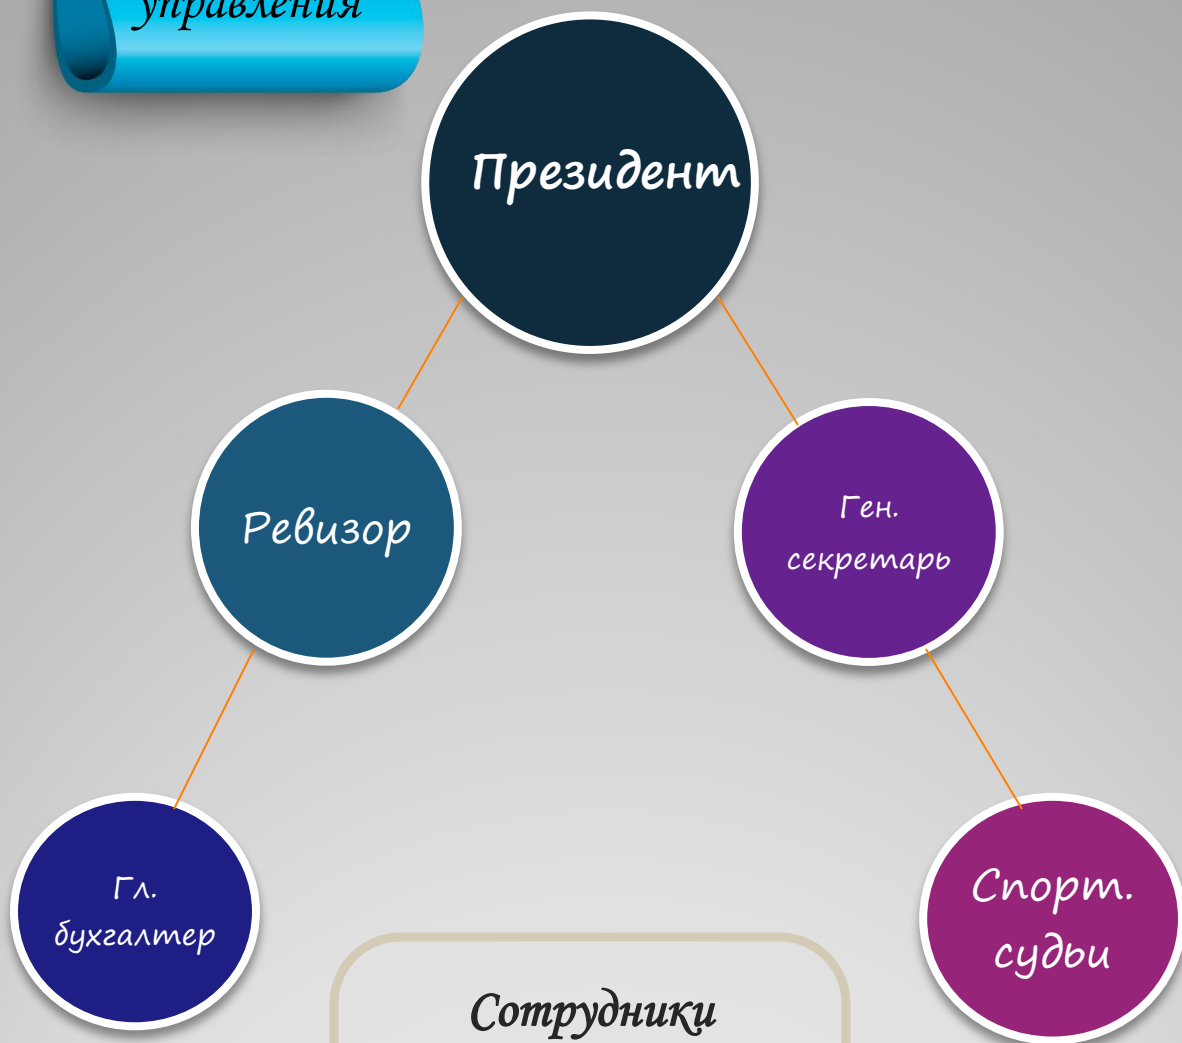 управления
Президент
Ревизор
Ген.
секретарь
Гл.
бухгалтер
Спорт.
судьи
Сотрудники